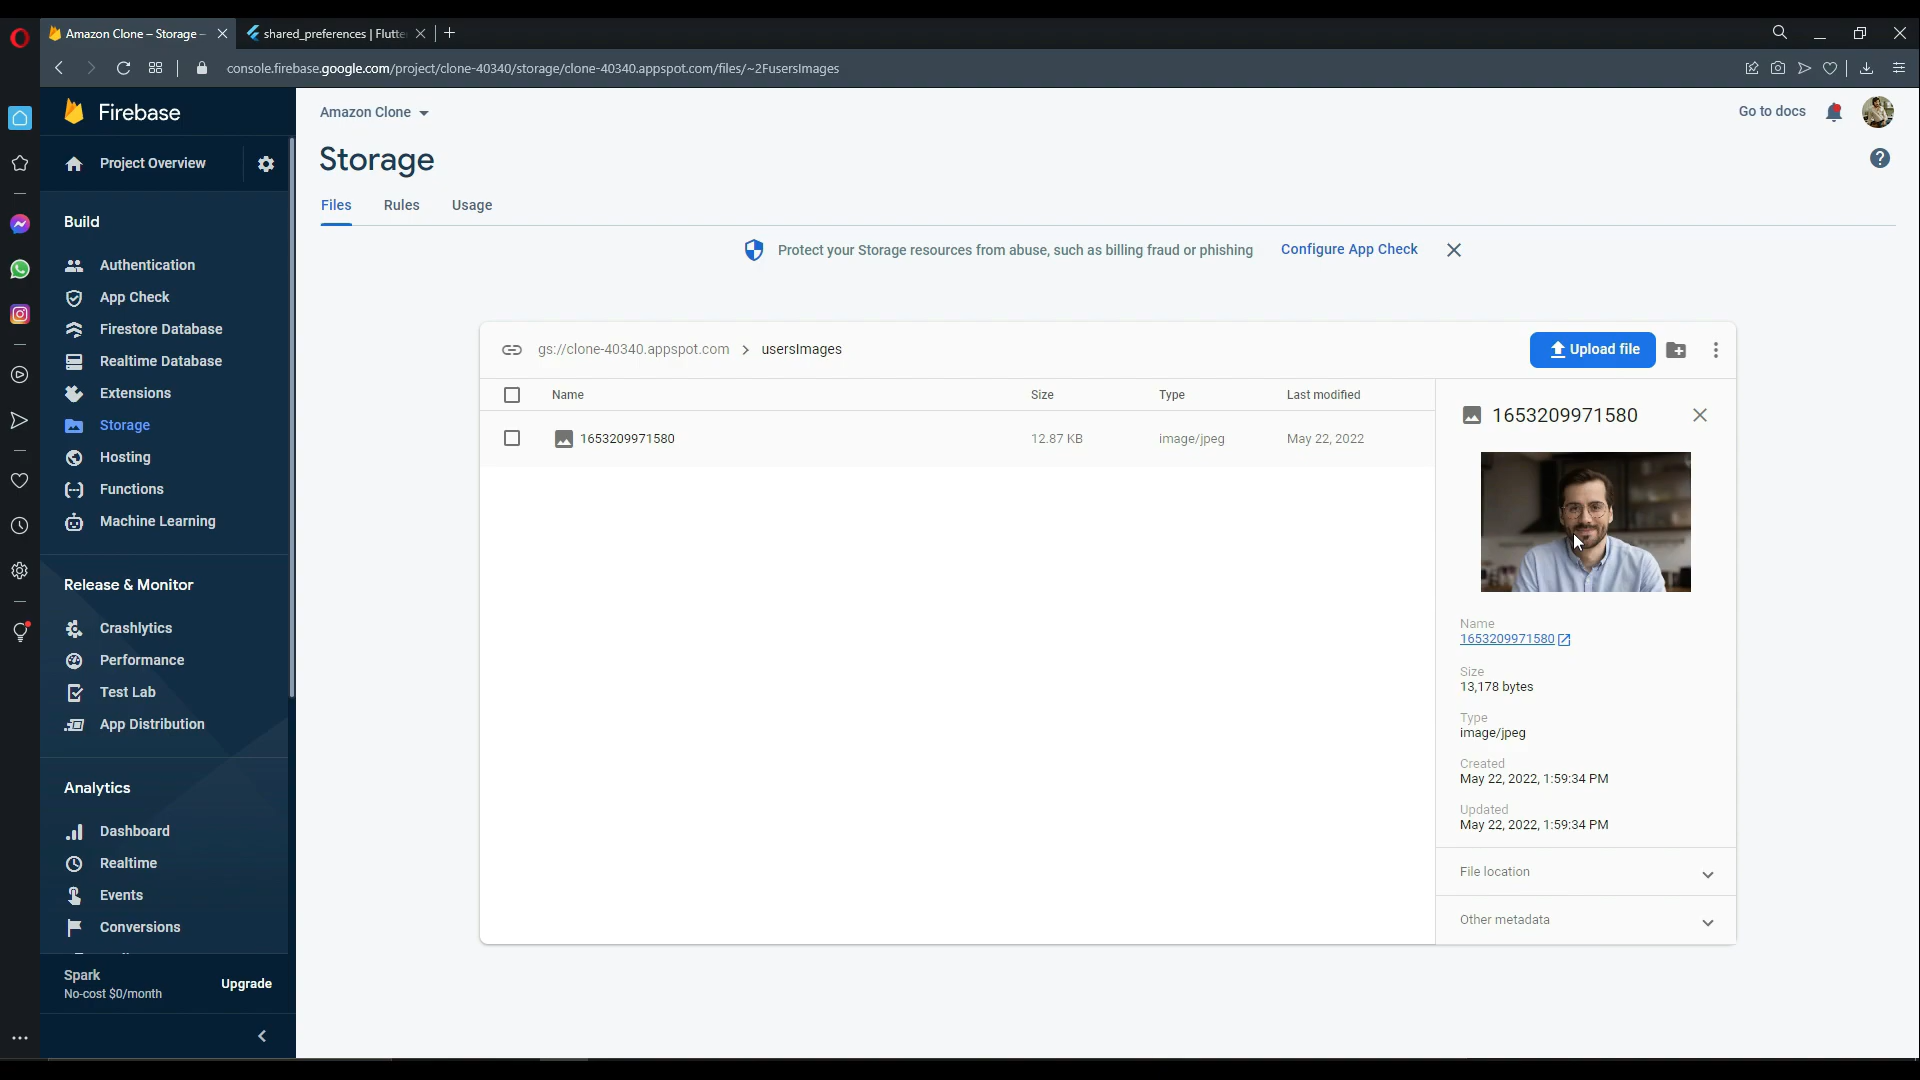 Amazon Clone – Storage –
shared_preferences | Flutte
console.firebase.google.com/project/clone-40340/storage/clone-40340.appspot.com/files/~2FusersImages
Firebase
Project Overview
Build
Authentication
App Check
Firestore Database
Realtime Database
Extensions
Storage
Hosting
Functions
Machine Learning
Release & Monitor
Crashlytics
Performance
Test Lab
App Distribution
Analytics
Dashboard
Realtime
Events
Conversions
Spark
No-cost $0/month
Upgrade
Amazon Clone
Go to docs
Storage
Files
Rules
Usage
Protect your Storage resources from abuse, such as billing fraud or phishing
Configure App Check
gs://clone-40340.appspot.com
usersImages
Upload file
Name
Size
Type
Last modified
1653209971580
12.87 KB
image/jpeg
May 22, 2022
1653209971580
Name
1653209971580
Size
13,178 bytes
Type
image/jpeg
Created
May 22, 2022, 1:59:34 PM
Updated
May 22, 2022, 1:59:34 PM
File location
Other metadata